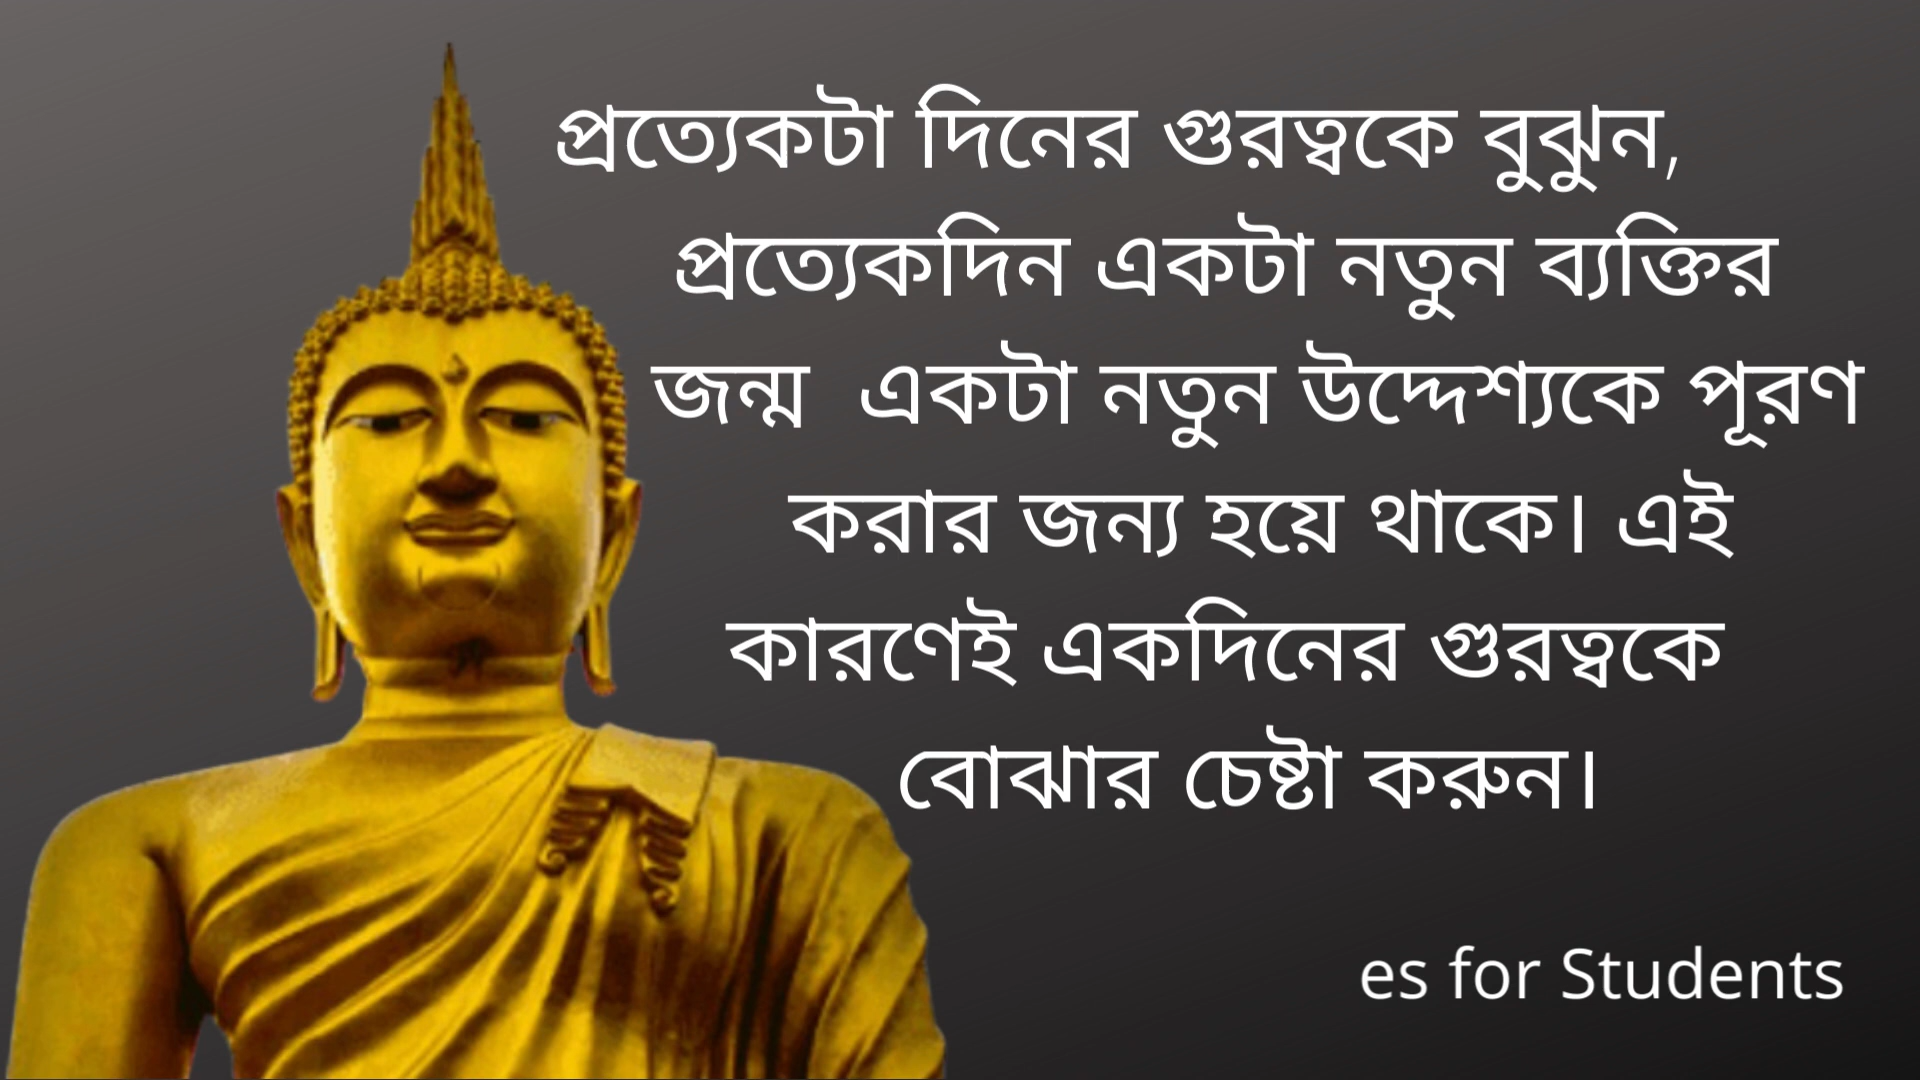 প্রত্যেকটা দিনের গুরত্বকে বুঝুন,
প্রত্যেকদিন একটা নতুন ব্যক্তির
জন্ম একটা নতুন উদ্দেশ্যকে পূরণ
করার জন্য হয়ে থাকে। এই
কারণেই একদিনের গুরত্বকে
বোঝার চেষ্টা করুন।
es for Students